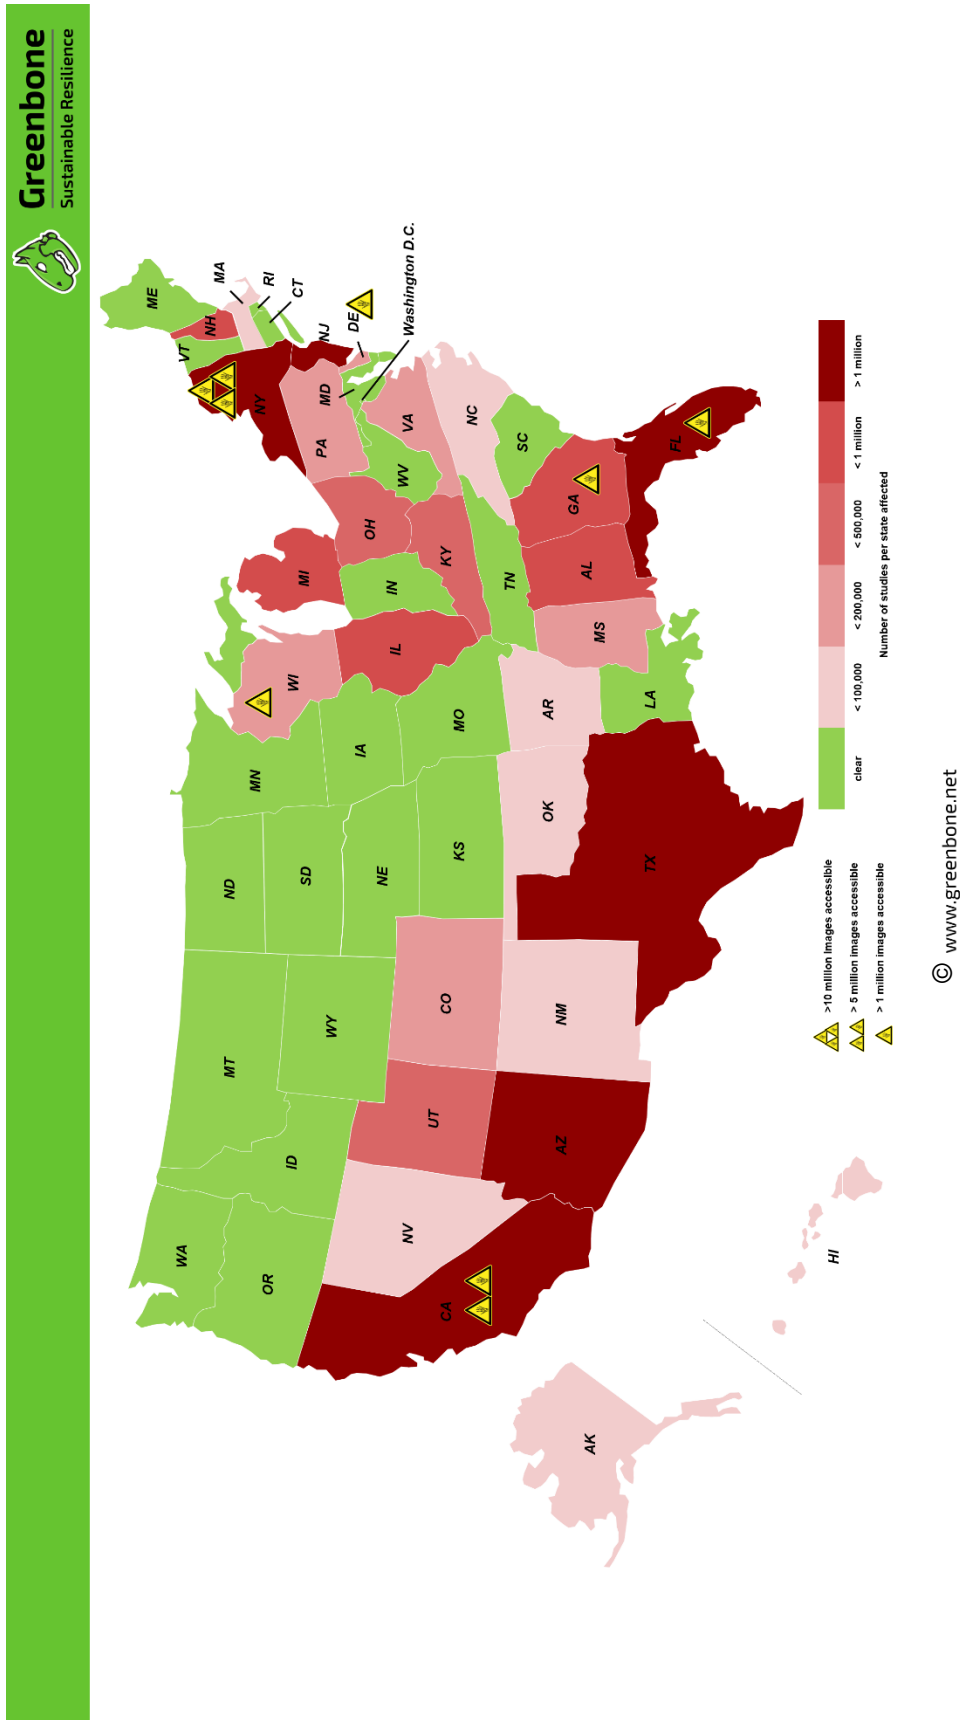 Greenbone
Sustainable Resilience
WA
OR
CA
NV
ID
MT
WY
UT
AZ
CO
NM
ND
SD
NE
KS
OK
TX
MN
IA
MO
AR
LA
WI
IL
MI
IN
OH
KY
TN
MS
AL
GA
FL
SC
NC
VA
WV
PA
NY
VT
NH
ME
MA
RI
CT
NJ
DE
MD
Washington D.C.
AK
HI
>10 million images accessible
> 5 million images accessible
> 1 million images accessible
clear
< 100,000
< 200,000
< 500,000
< 1 million
> 1 million
Number of studies per state affected
© www.greenbone.net